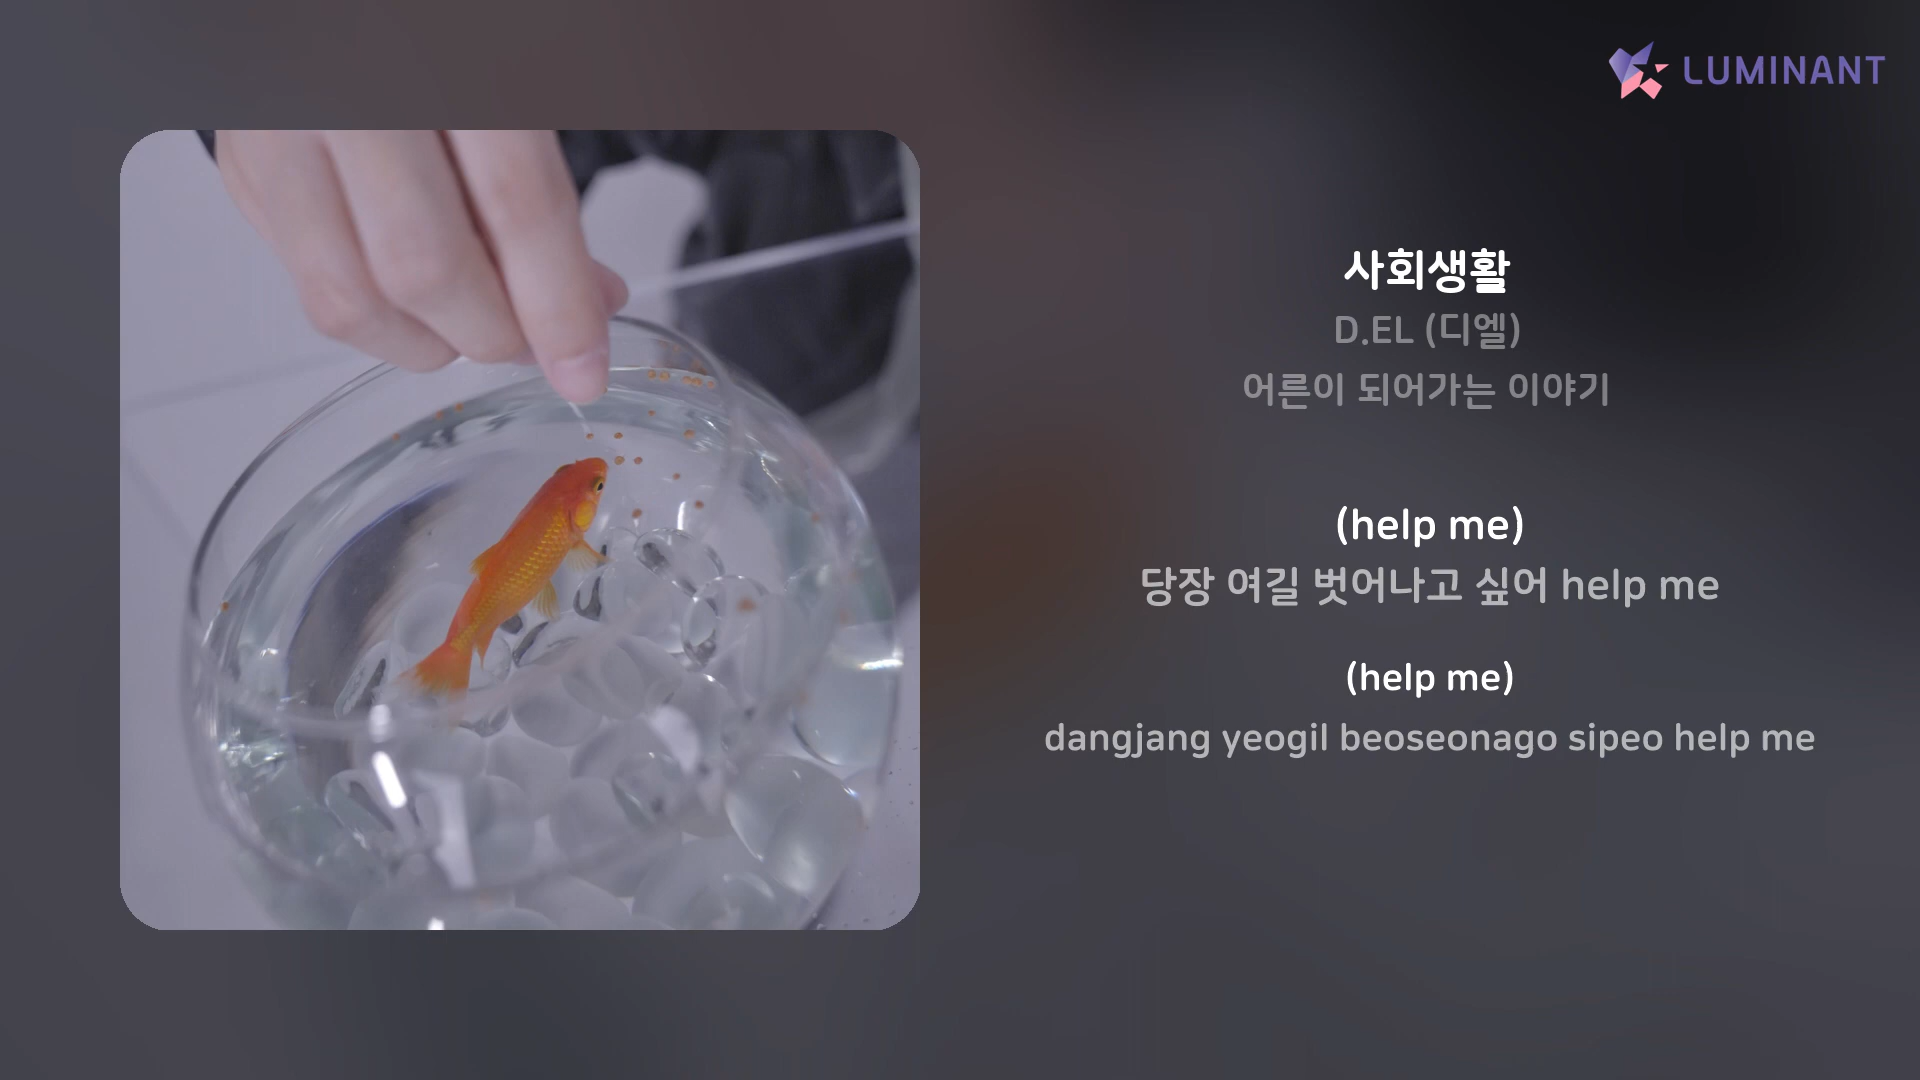 LUMINANT
사회생활
D.EL (디엘)
어른이 되어가는 이야기
(help me)
당장 여길 벗어나고 싶어 help me
(help me)
dangjang yeogil beoseonago sipeo help me